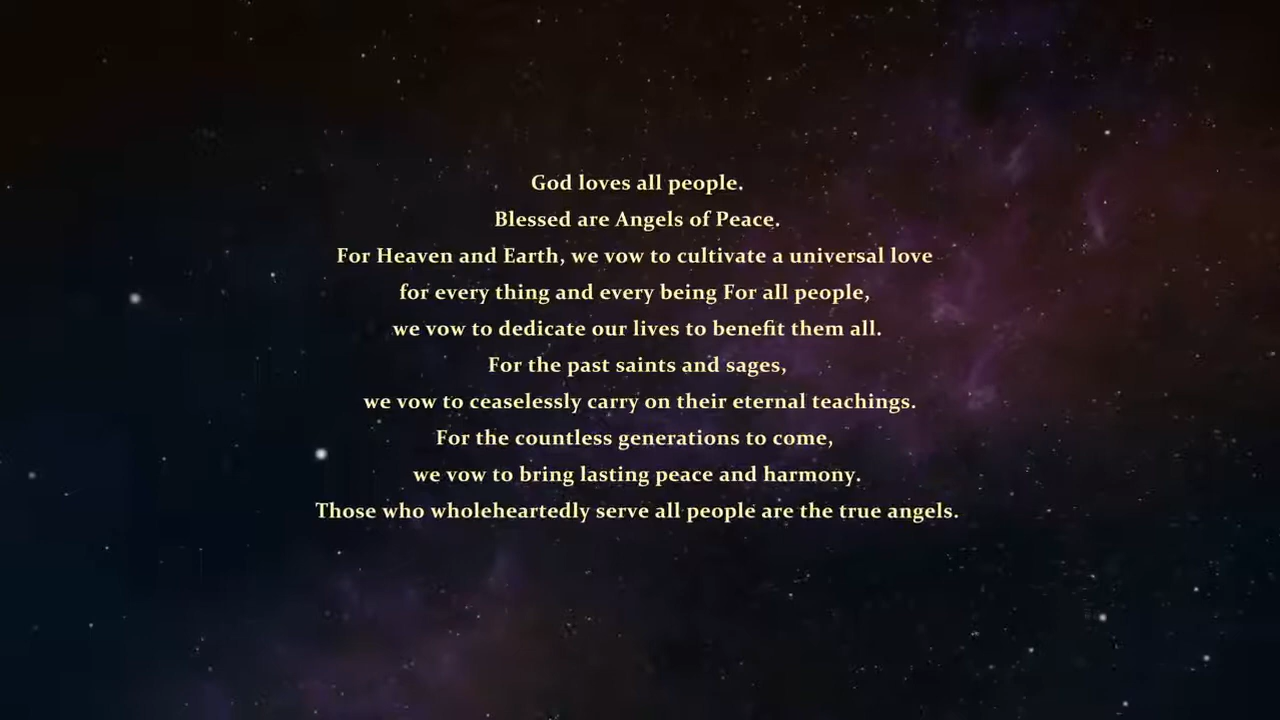 God loves all people.
Blessed are Angels of Peace.
For Heaven and Earth, we vow to cultivate a universal love
for every thing and every being For all people,
we vow to dedicate our lives to benefit them all.
For the past saints and sages,
we vow to ceaselessly carry on their eternal teachings.
For the countless generations to come,
we vow to bring lasting peace and harmony.
Those who wholeheartedly serve all people are the true angels.